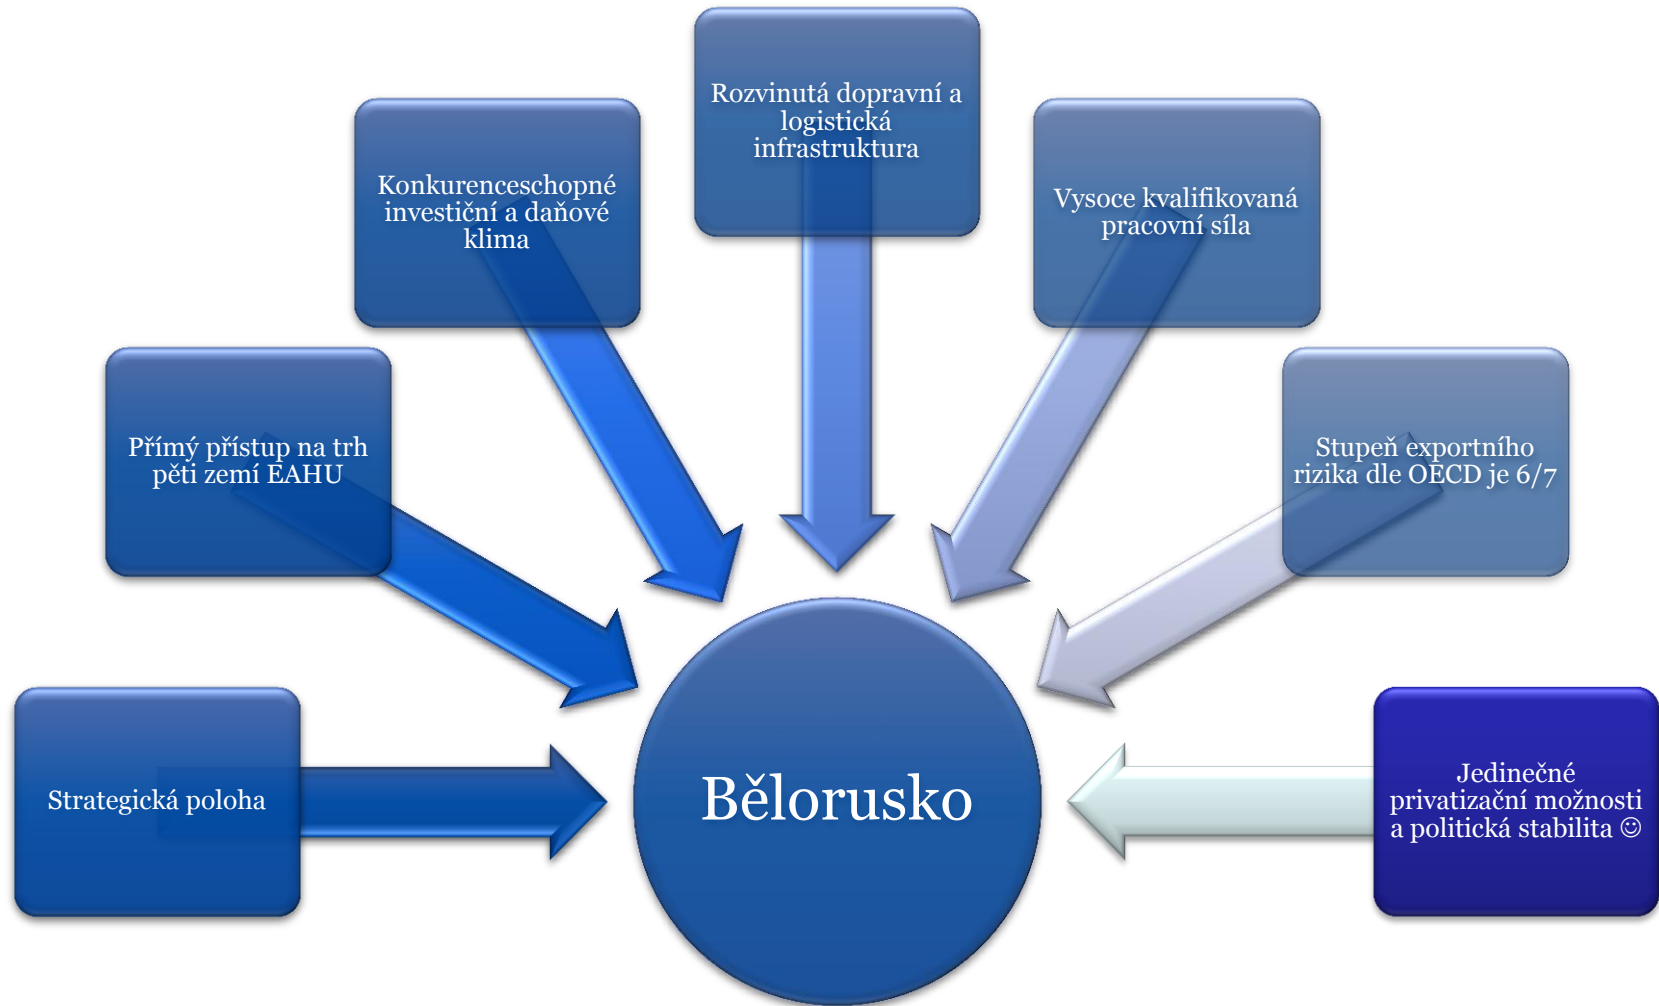 Rozvinutá dopravní a
logistická
infrastruktura
Konkurenceschopné
investiční a daňové
klima
Vysoce kvalifikovaná
pracovní síla
Přímý přístup na trh
pěti zemí EAHU
Stupeň exportního
rizika dle OECD je 6/7
Strategická poloha
Bělorusko
Jedinečné
privatizační možnosti
a politická stabilita ☺